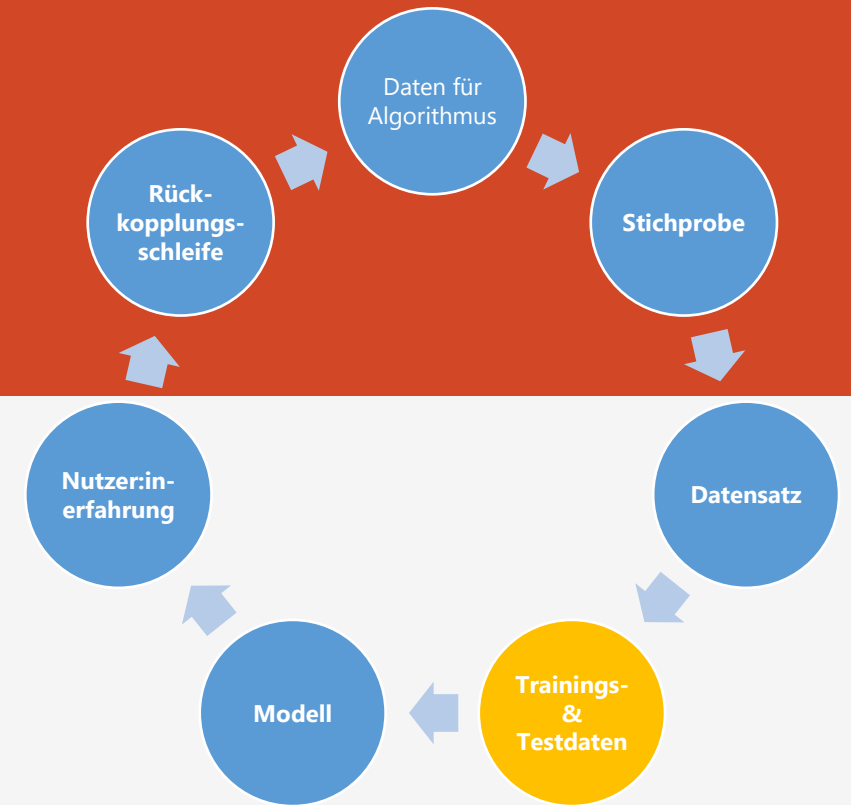 Daten für
Algorithmus
Stichprobe
Datensatz
Trainings-
&
Testdaten
Modell
Nutzer:in-
erfahrung
Rück-
kopplungs-
schleife